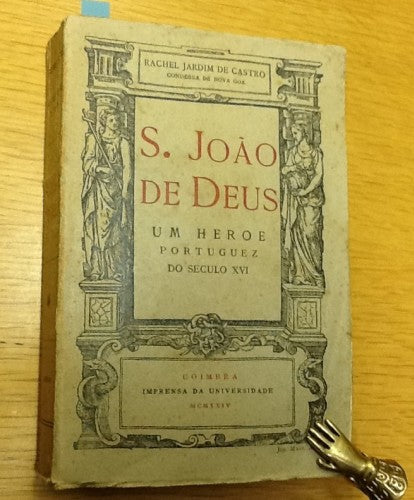 RACHEL JARDIM DE CASTRO
CONDESSA DE NOVA GOA
S. JOÃO
DE DEUS
UM HEROE
PORTUGUEZ
DO SECULO XVI
COIMBRA
IMPRENSA DA UNIVERSIDADE
MCMXXIV